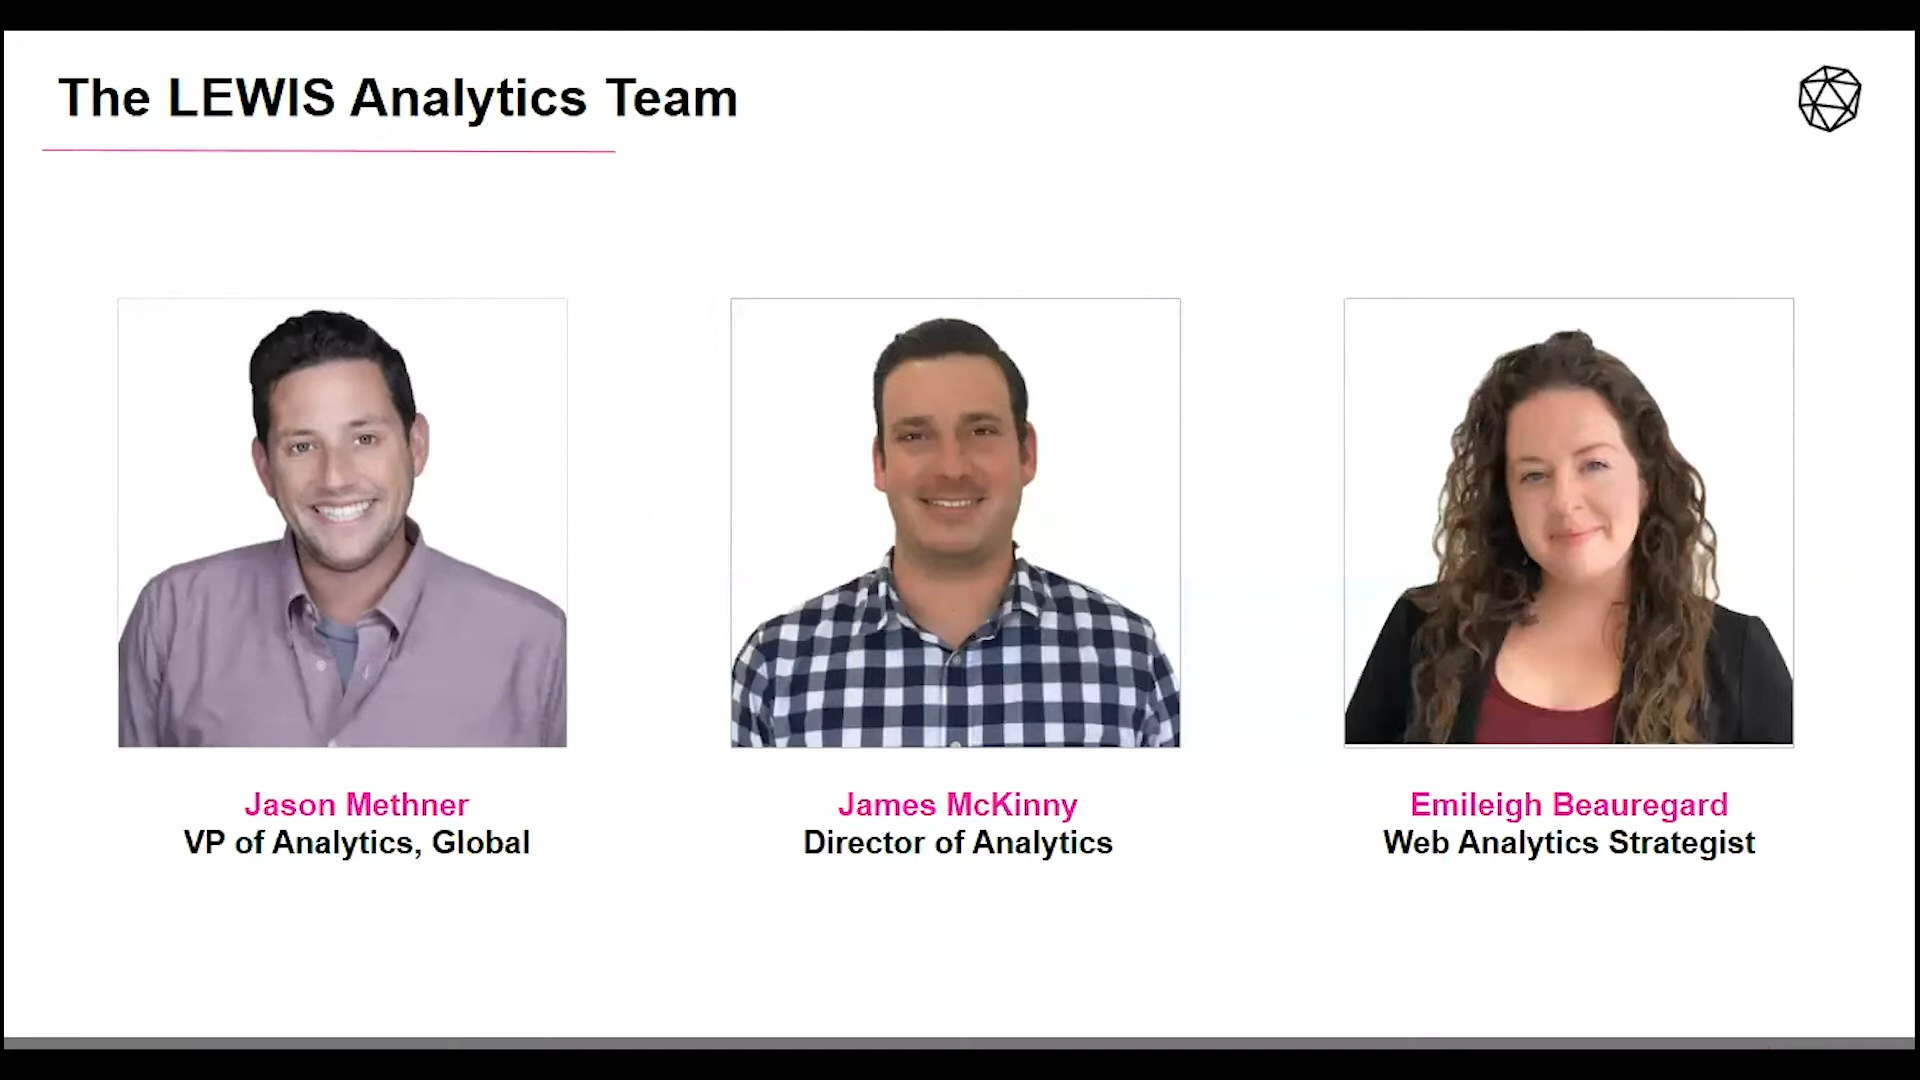 The LEWIS Analytics Team
Jason Methner
VP of Analytics, Global
James McKinny
Director of Analytics
Emileigh Beauregard
Web Analytics Strategist